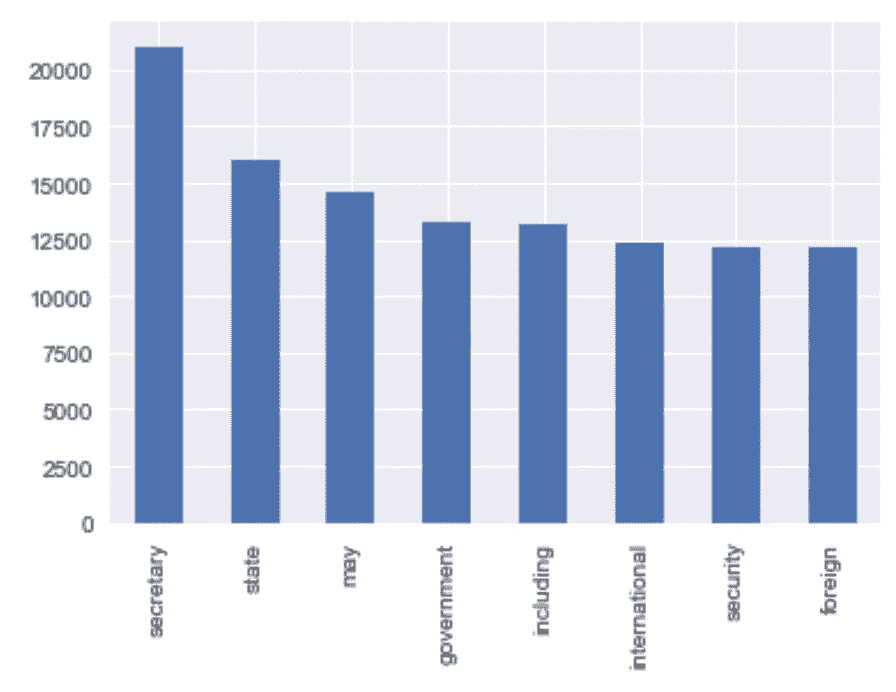 20000
17500
15000
12500
10000
7500
5000
2500
0
secretary
state
may
government
including
international
security
foreign